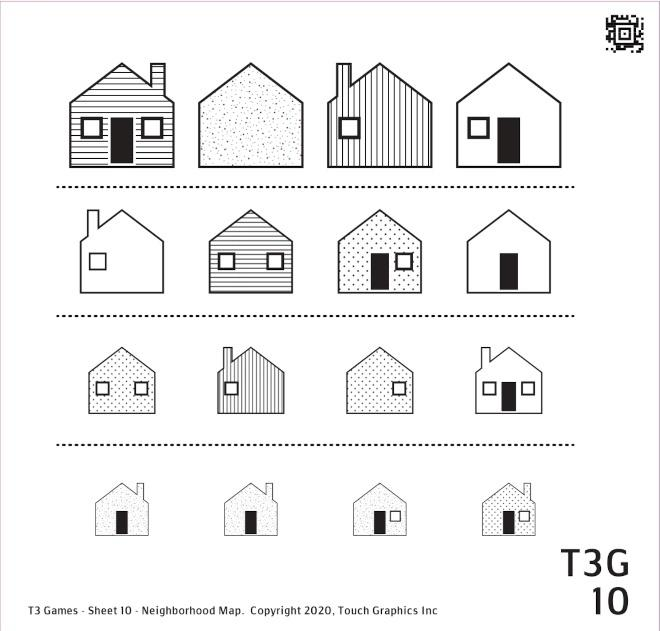 T3G
10
T3 Games - Sheet 10 - Neighborhood Map.  Copyright 2020, Touch Graphics Inc